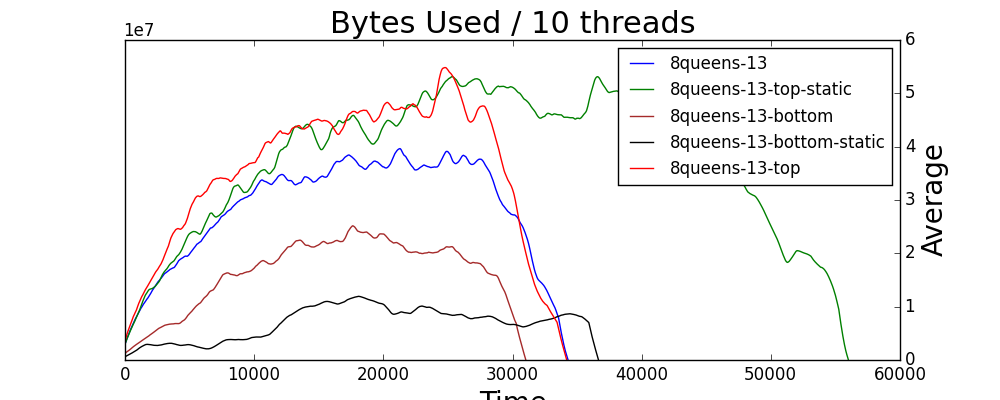 Bytes Used / 10 threads
1e7
8queens-13
8queens-13-top-static
8queens-13-bottom
8queens-13-bottom-static
8queens-13-top
6
5
4
3
2
1
0
Average
0 10000 20000 30000 40000 50000 60000
Time